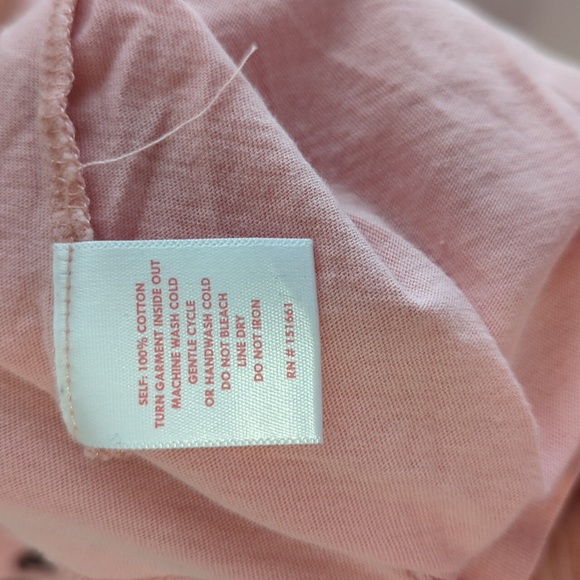 SELF: 100% COTTON
TURN GARMENT INSIDE OUT
MACHINE WASH COLD
GENTLE CYCLE
OR HANDWASH COLD
DO NOT BLEACH
LINE DRY
DO NOT IRON
RN # 151661